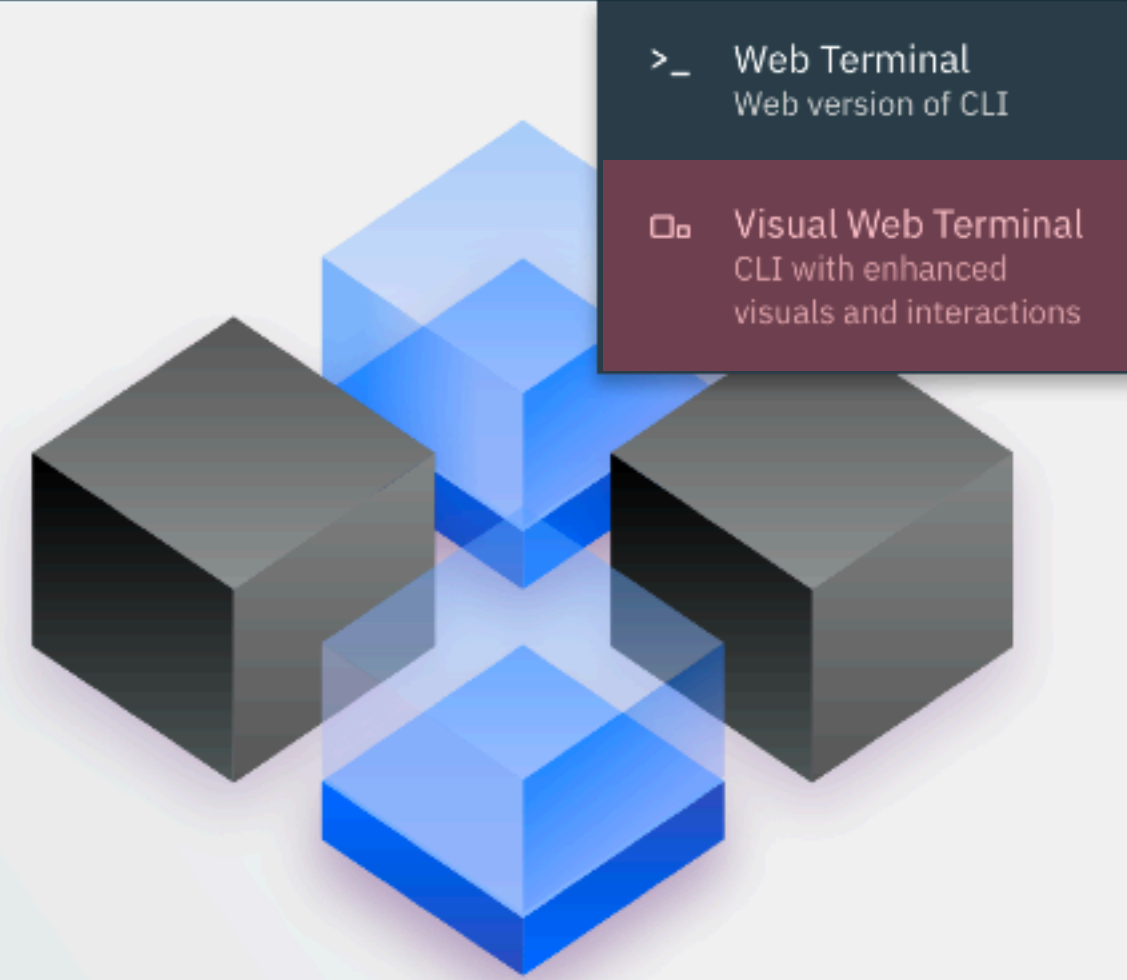 >_ Web Terminal
Web version of CLI
Visual Web Terminal
CLI with enhanced
visuals and interactions